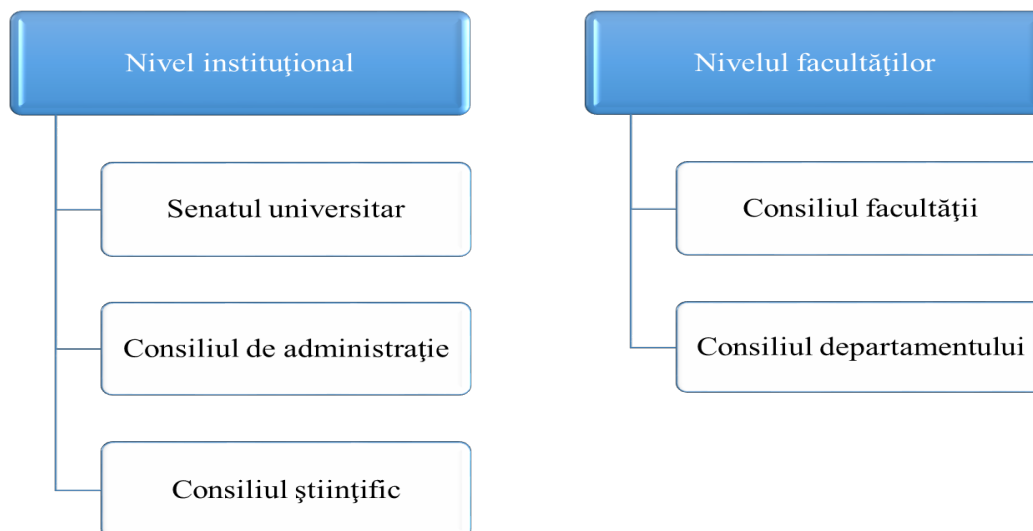 Nivel instituţional
Senatul universitar
Consiliul de administraţie
Consiliul ştiinţific
Nivelul facultăţilor
Consiliul facultăţii
Consiliul departamentului